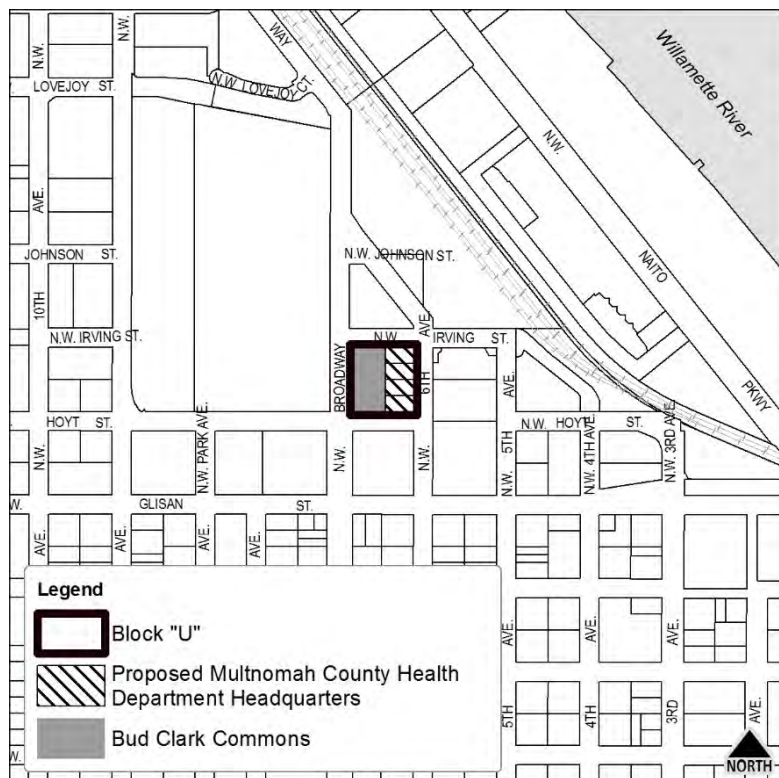 N.W.
N.W.
WAY
Willamette River
LOVEJOY ST.
N.W. LOVEJOY CT.
N.W.
AVE.
JOHNSON ST.
N.W. JOHNSON ST.
NAITO
10TH
N.W. IRVING ST.
AVE
N.W.
IRVING ST.
BROADWAY
6TH
AVE.
PKWY
HOYT ST.
N.W. PARK AVE.
N.W. HOYT ST.
5TH
N.W. 4TH AVE.
N.W. 3RD AVE.
N.W.
N.W.
N.W.
N.W.
W.
GLISAN ST.
AVE.
AVE.
AVE.
AVE.
Legend
Block "U"
Proposed Multnomah County Health
Department Headquarters
Bud Clark Commons
AVE.
AVE.
AVE.
5TH
4TH
3RD
AVE.
W.
NORTH